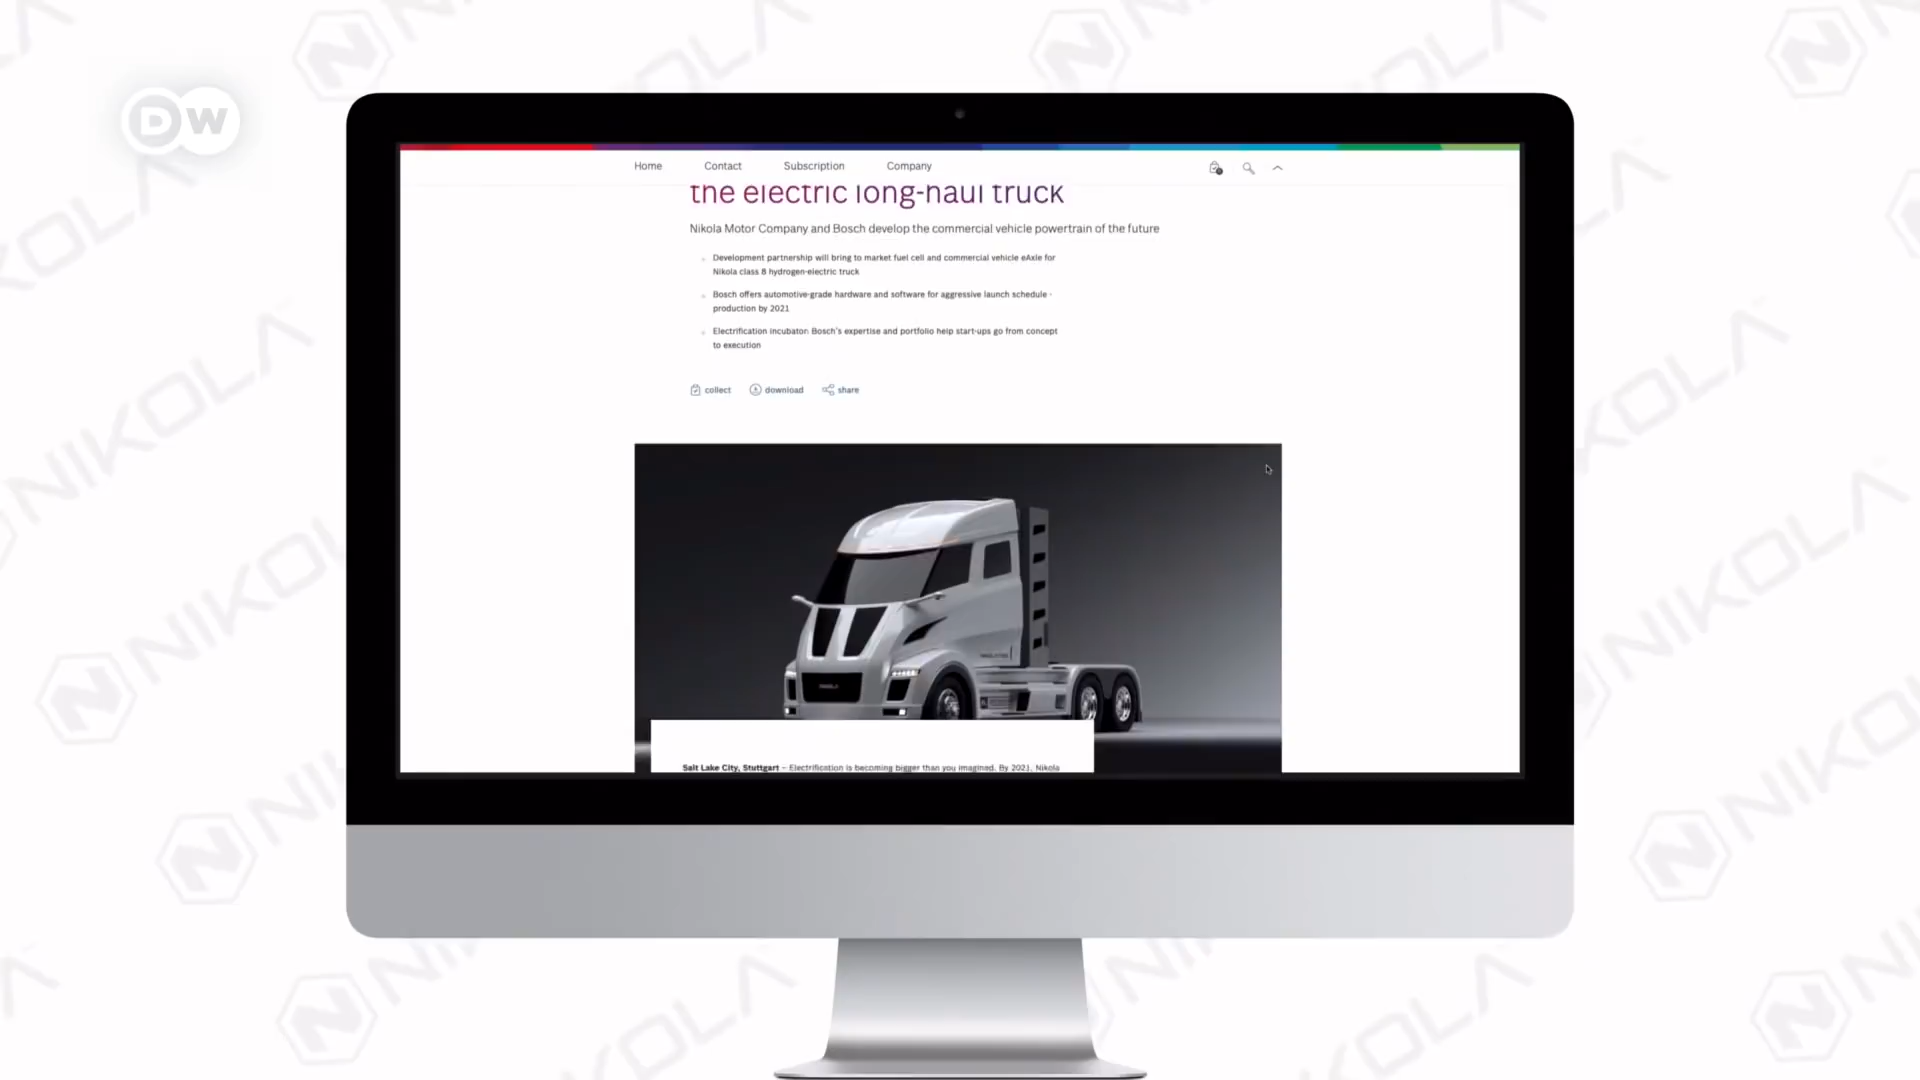 DW
Home Contact Subscription Company
the electric long-haul truck
Nikola Motor Company and Bosch develop the commercial vehicle powertrain of the future
Development partnership will bring to market fuel cell and commercial vehicle eAxle for
Nikola class 8 hydrogen-electric truck
Bosch offers automotive-grade hardware and software for aggressive launch schedule -
production by 2021
Electrification incubator: Bosch's expertise and portfolio help start-ups go from concept
to execution
collect download share
Salt Lake City, Stuttgart – Electrification is becoming bigger than you imagined. By 2021, Nikola
NIKOLA
NIKOLA
NIKOLA
NIKOLA
NIKOLA